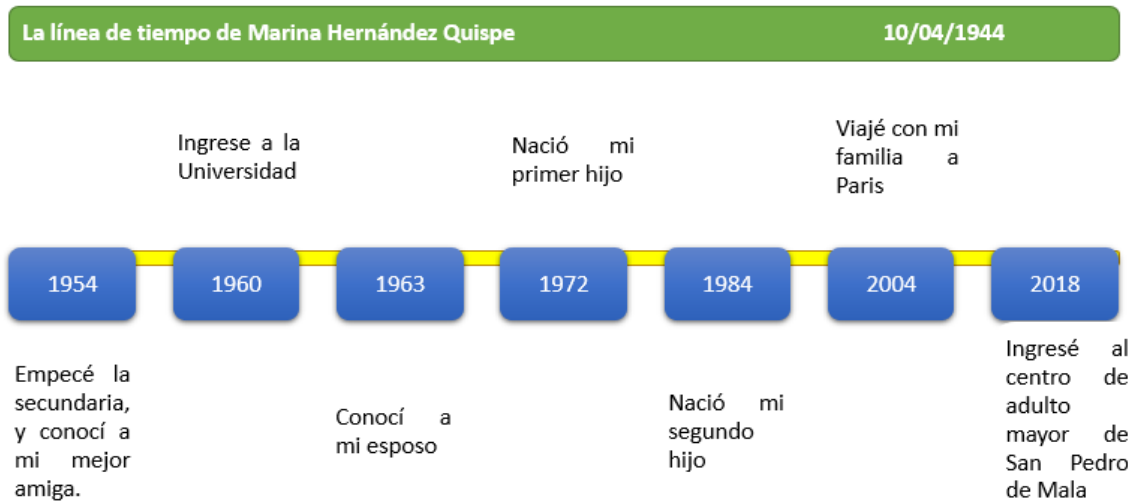 La línea de tiempo de Marina Hernández Quispe 10/04/1944
Ingrese a la
Universidad
Nació mi
primer hijo
Viajé con mi
familia a
Paris
1954
1960
1963
1972
1984
2004
2018
Empecé la
secundaria,
y conocí a
mi mejor
amiga.
Conocí a
mi esposo
Nació mi
segundo
hijo
Ingresé al
centro de
adulto
mayor de
San Pedro
de Mala